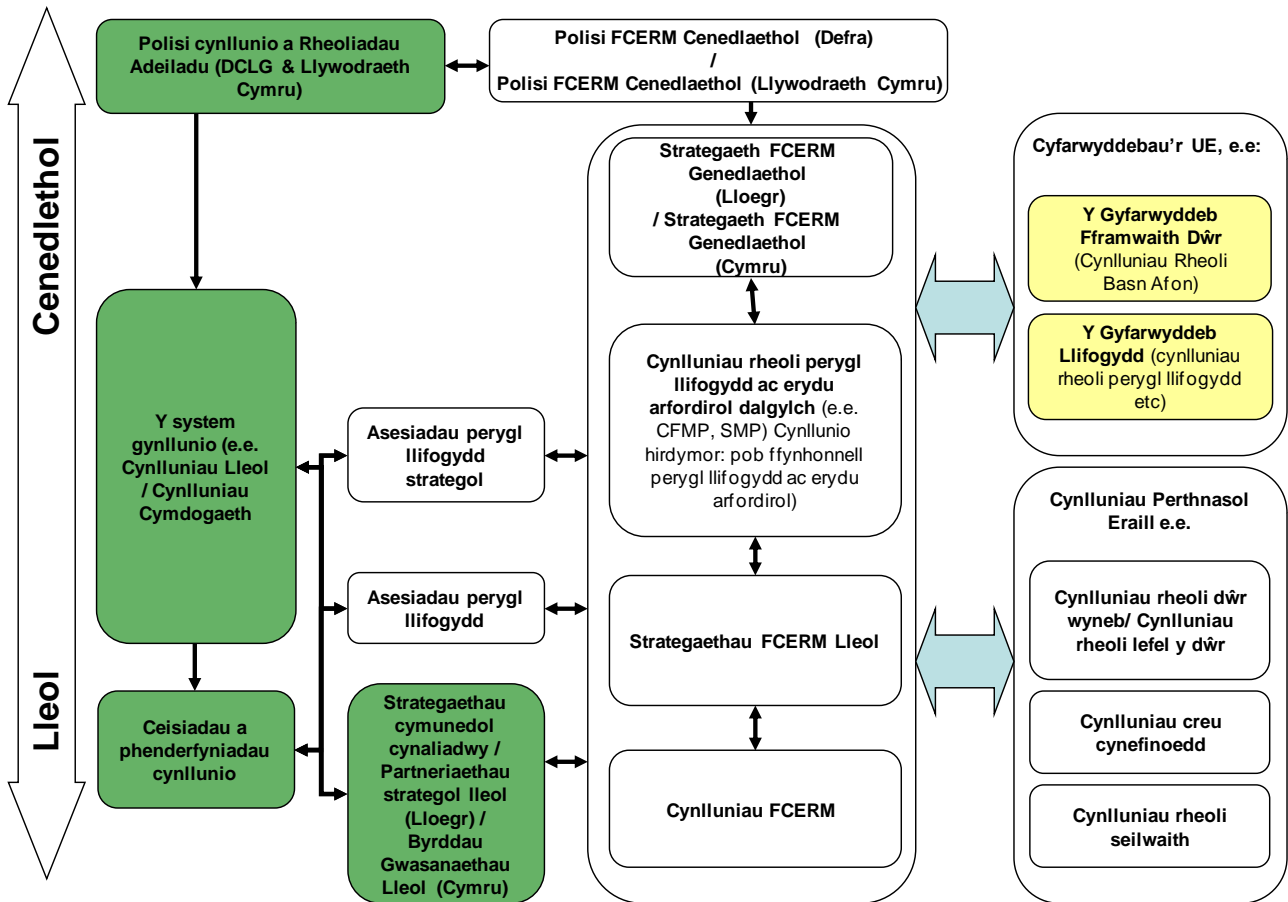 Cenedlethol
Lleol
Polisi cynllunio a Rheoliadau
Adeiladu (DCLG & Llywodraeth
Cymru)
Polisi FCERM Cenedlaethol (Defra)
/
Polisi FCERM Cenedlaethol (Llywodraeth Cymru)
Y system
gynllunio (e.e.
Cynlluniau Lleol
/ Cynlluniau
Cymdogaeth
Ceisiadau a
phenderfyniadau
cynllunio
Asesiadau perygl
llifogydd
strategol
Asesiadau perygl
llifogydd
Strategaethau
cymunedol
cynaliadwy /
Partneriaethau
strategol lleol
(Lloegr) /
Byrddau
Gwasanaethau
Lleol (Cymru)
Strategaeth FCERM
Genedlaethol
(Lloegr)
/ Strategaeth FCERM
Genedlaethol
(Cymru)
Cynlluniau rheoli perygl
llifogydd ac erydu
arfordirol dalgylch (e.e.
CFMP, SMP) Cynllunio
hirdymor: pob ffynhonnell
perygl llifogydd ac erydu
arfordirol)
Strategaethau FCERM Lleol
Cynlluniau FCERM
Cyfarwyddebau’r UE, e.e:
Y Gyfarwyddeb
Fframwaith Dŵr
(Cynlluniau Rheoli
Basn Afon)
Y Gyfarwyddeb
Llifogydd (cynlluniau
rheoli perygl llifogydd
etc)
Cynlluniau Perthnasol
Eraill e.e.
Cynlluniau rheoli dŵr
wyneb/ Cynlluniau
rheoli lefel y dŵr
Cynlluniau creu
cynefinoedd
Cynlluniau rheoli
seilwaith